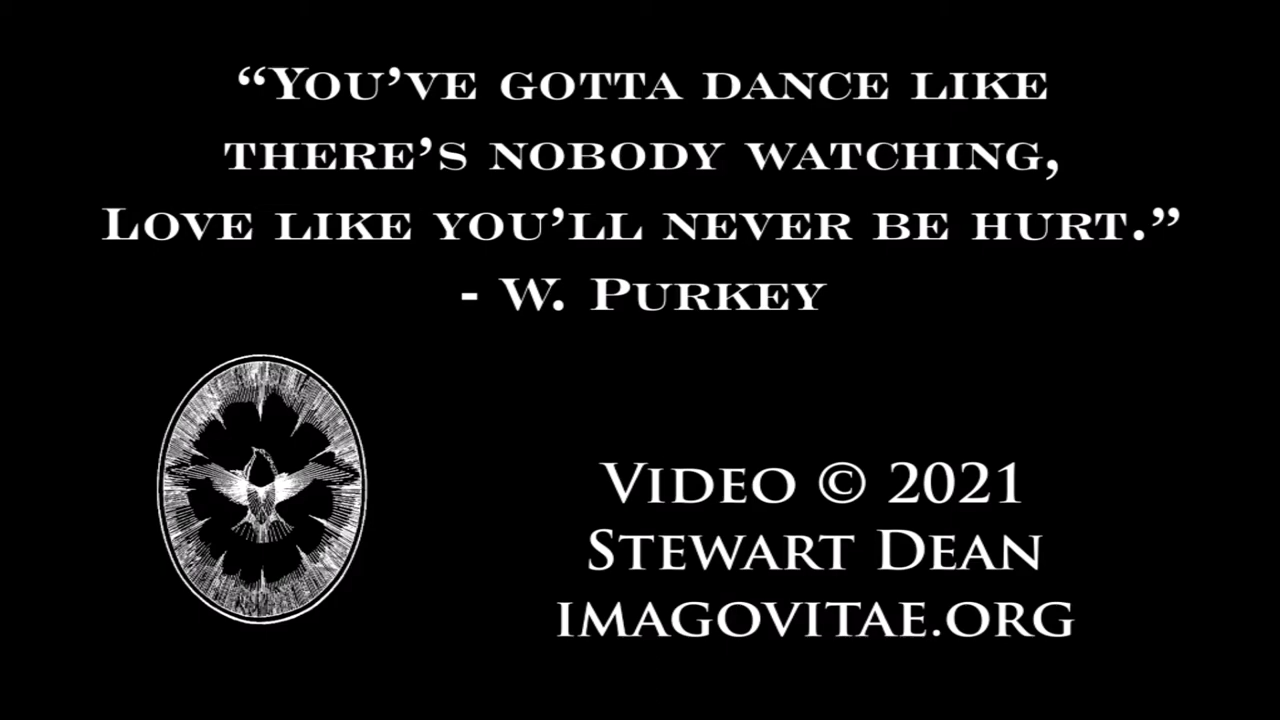 “You’ve gotta dance like
there’s nobody watching,
Love like you’ll never be hurt.”
- W. Purkey
Video © 2021
Stewart Dean
imagovitae.org